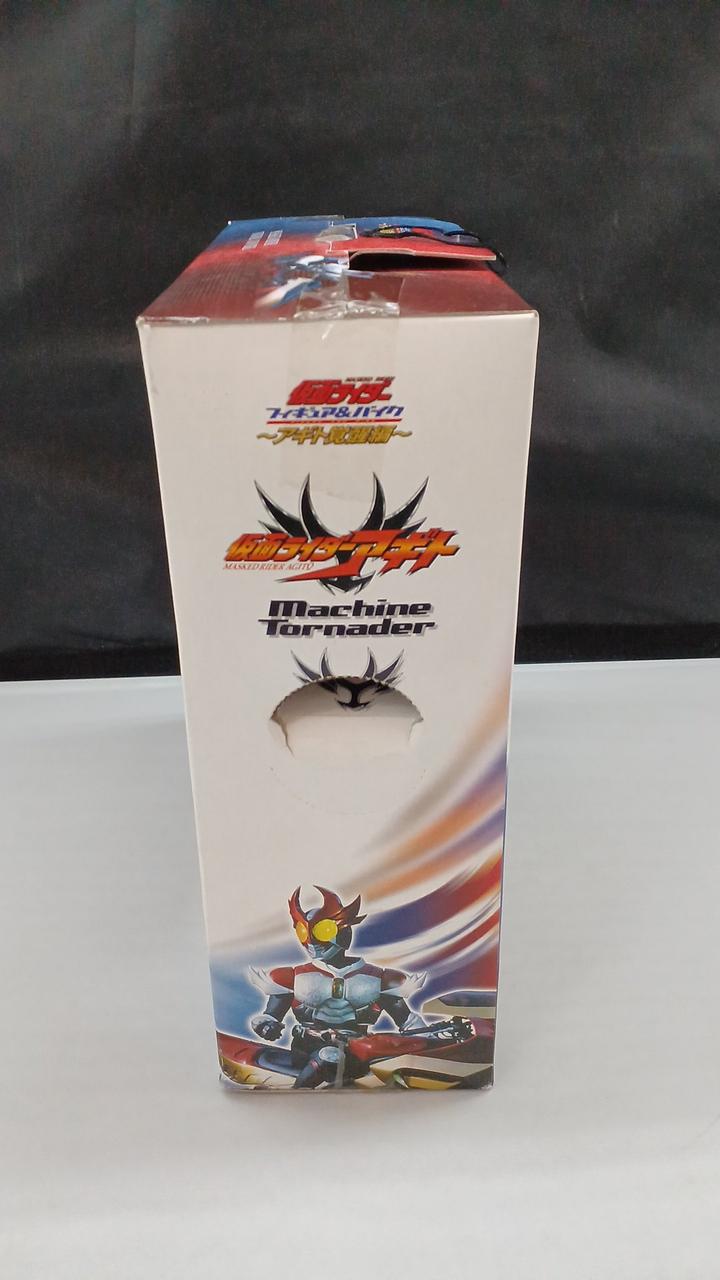 仮面ライダー
フィギュア&バイク
～アギト覚醒編～
仮面ライダーアギト
MASKED RIDER AGITΩ
Machine
Tornader